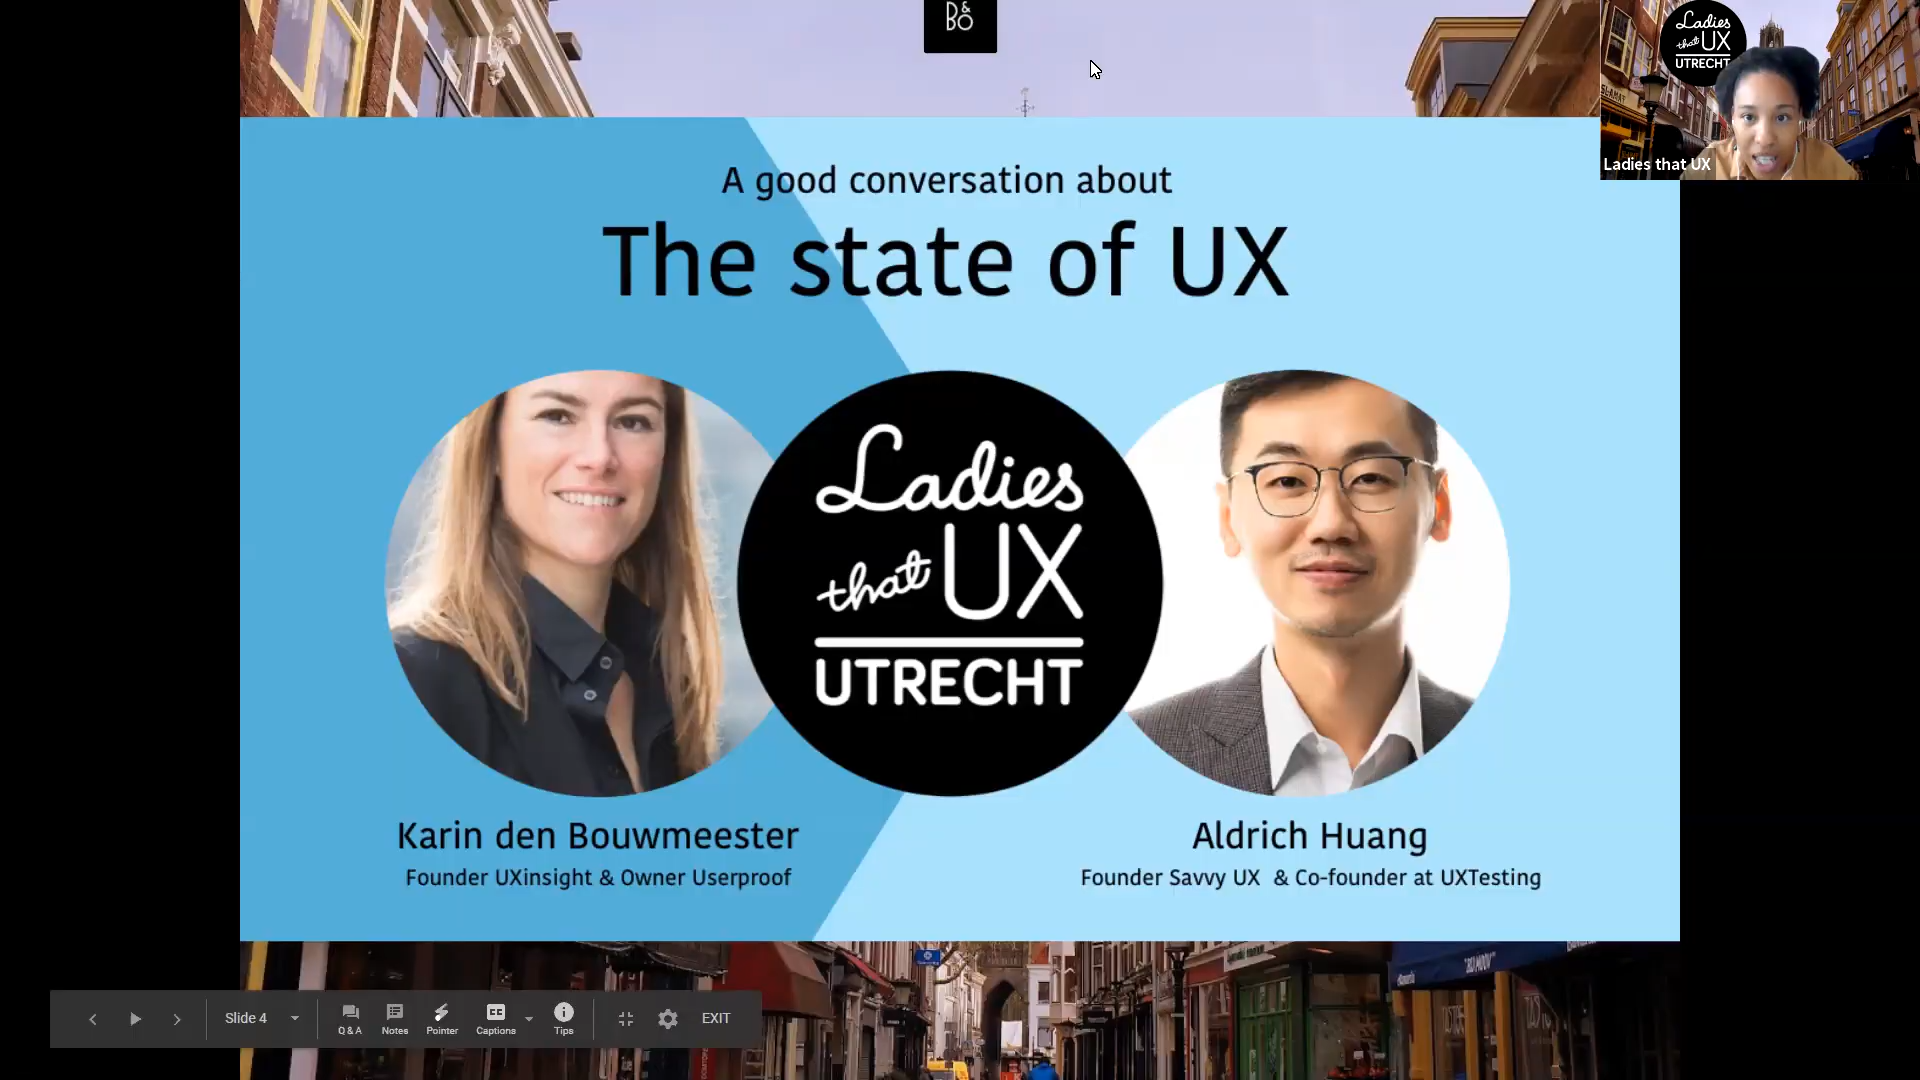 B&
BO
Ladies
that UX
UTRECHT
Ladies that UX
A good conversation about
The state of UX
Ladies
that UX
UTRECHT
Karin den Bouwmeester
Founder UXinsight & Owner Userproof
Aldrich Huang
Founder Savvy UX & Co-founder at UXTesting
Slide 4
Q & A
Notes
Pointer
Captions
Tips
EXIT